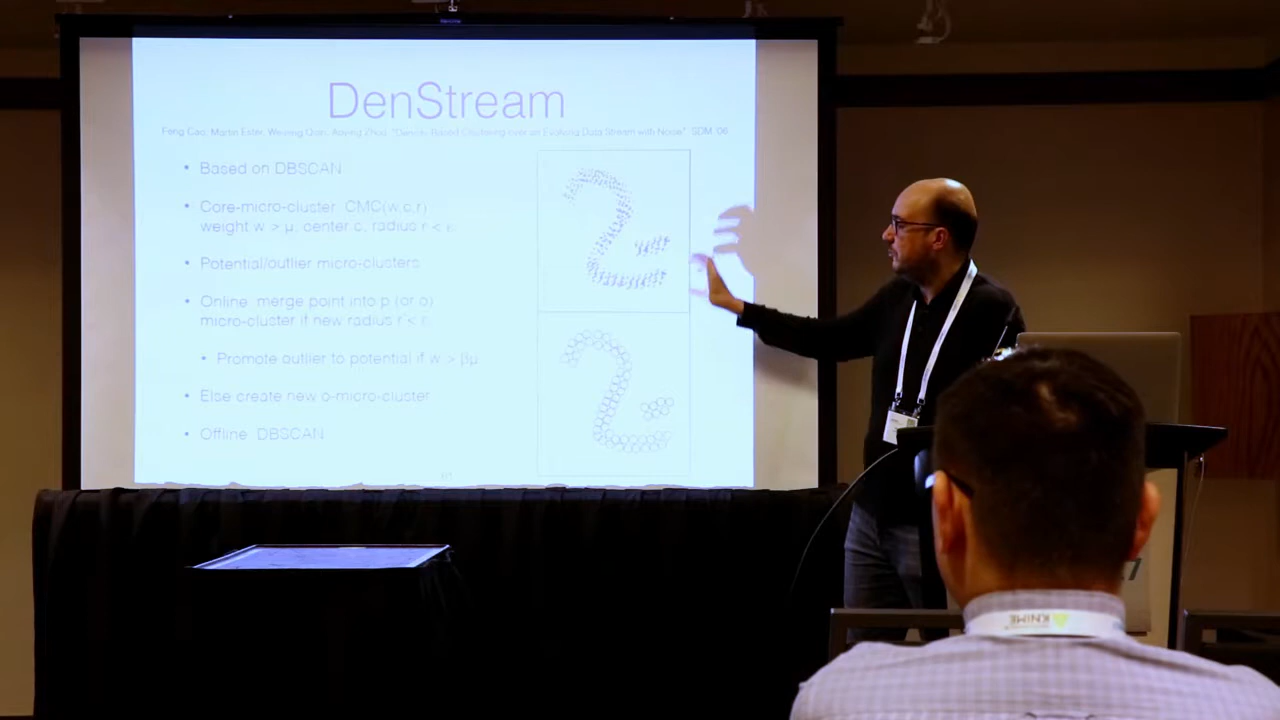 DenStream
Feng Cao, Martin Ester, Weining Qian, Aoying Zhou. "Density-Based Clustering over an Evolving Data Stream with Noise". SDM '06
• Based on DBSCAN
• Core-micro-cluster CMC(w,c,r)
weight w > μ, center c, radius r < ε
• Potential/outlier micro-clusters
• Online merge point into p (or o)
micro-cluster if new radius r < ε
• Promote outlier to potential if w > βμ
• Else create new o-micro-cluster
• Offline DBSCAN
KNIME